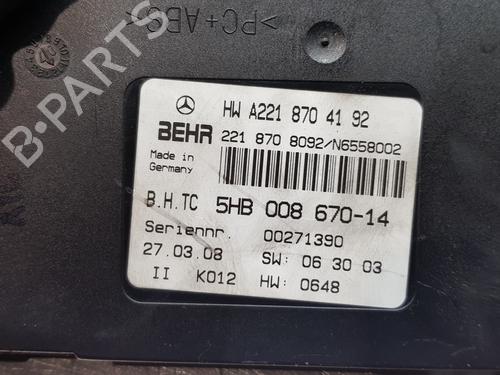 >PC+ABS<
B-PARTS
HW A221 870 41 92
BEHR 221 870 8092/N6558002
Made in
Germany
B.H.TC 5HB 008 670-14
Seriennr. 00271390
27.03.08 SW: 06 30 03
II K012 HW: 0648